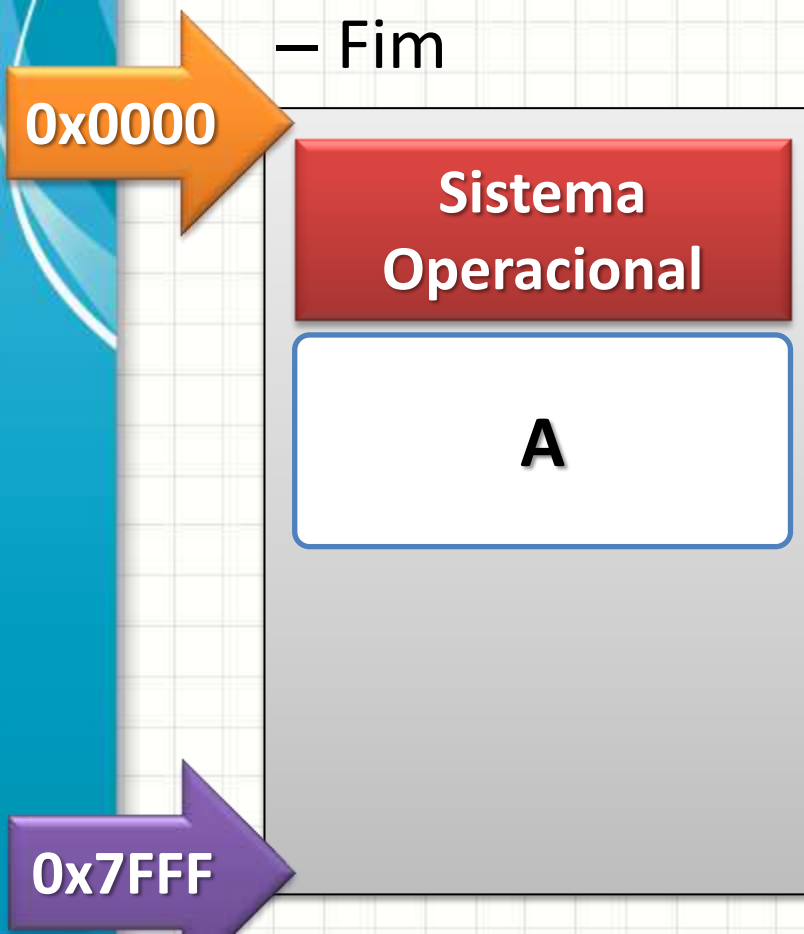 – Fim
0x0000
Sistema
Operacional
A
0x7FFF